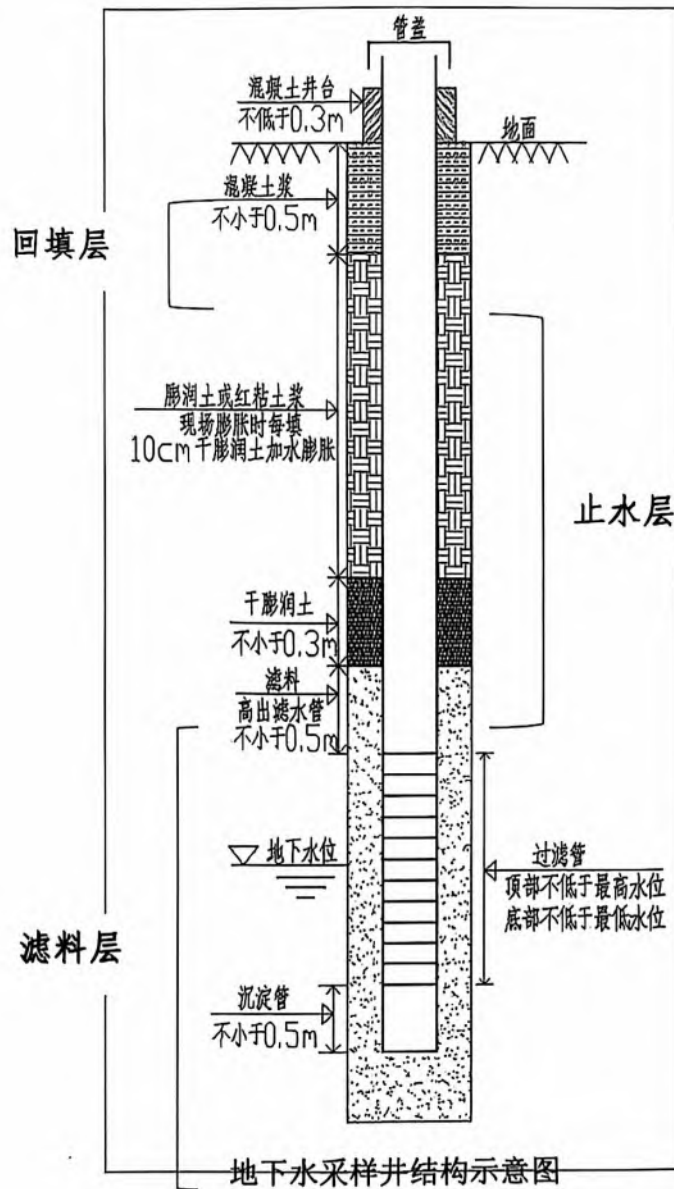 管盖
混凝土井台
不低于0.3m
地面
混凝土浆
不小于0.5m
回填层
膨润土或红粘土浆
现场膨胀时每填
10cm干膨润土加水膨胀
止水层
干膨润土
不小于0.3m
滤料
高出滤水管
不小于0.5m
地下水位
过滤管
顶部不低于最高水位
底部不低于最低水位
滤料层
沉淀管
不小于0.5m
地下水采样井结构示意图